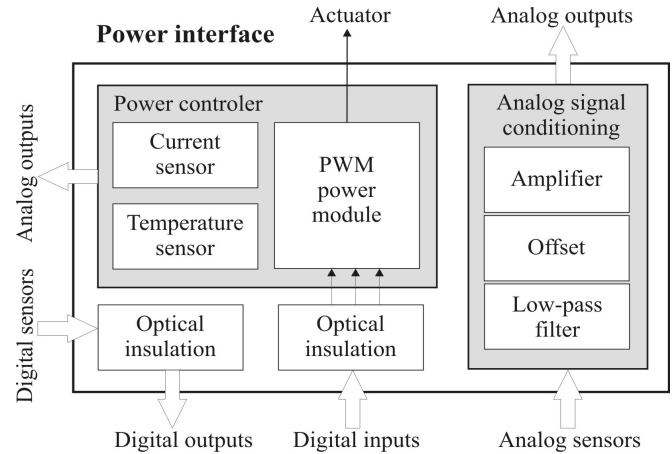 Actuator
Analog outputs
Power interface
Power controler
Current
sensor
Temperature
sensor
PWM
power
module
Analog signal
conditioning
Amplifier
Offset
Low-pass
filter
Analog outputs
Digital sensors
Optical
insulation
Optical
insulation
Digital outputs
Digital inputs
Analog sensors